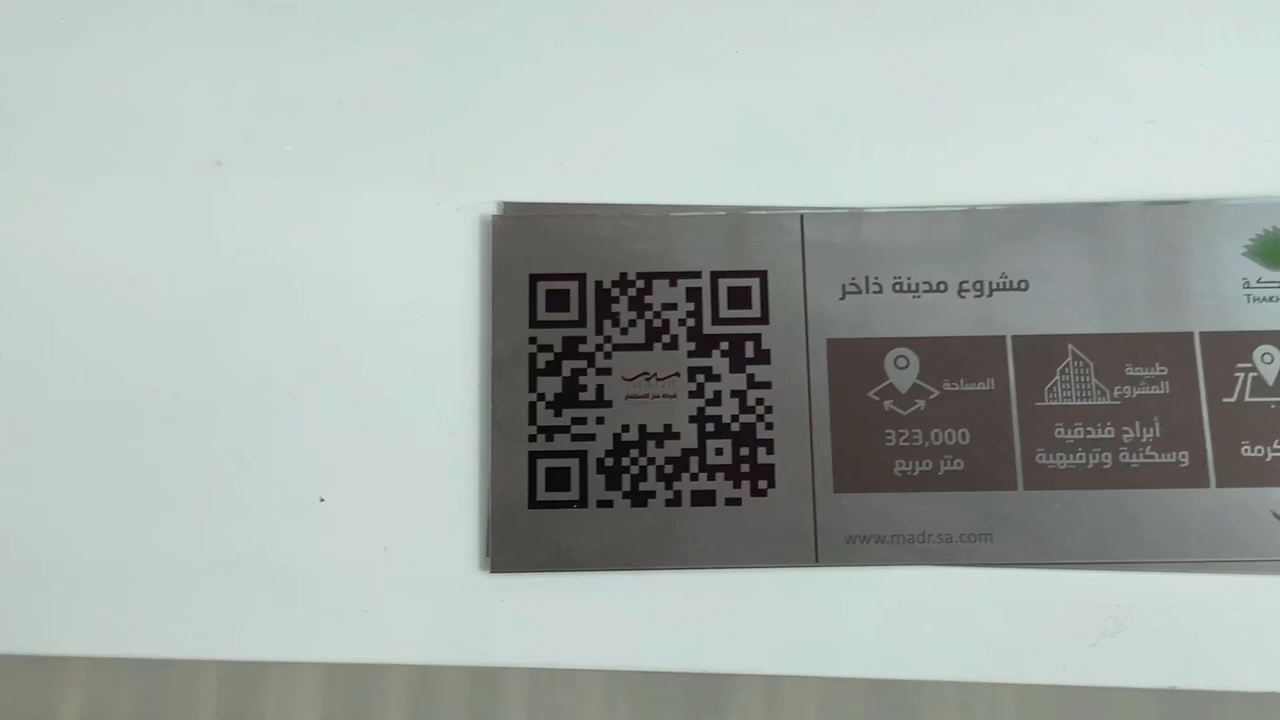 مشروع مدينة ذاخر
المساحة
323,000
متر مربع
طبيعة
المشروع
أبراج فندقية
وسكنية وترفيهية
www.madr.sa.com